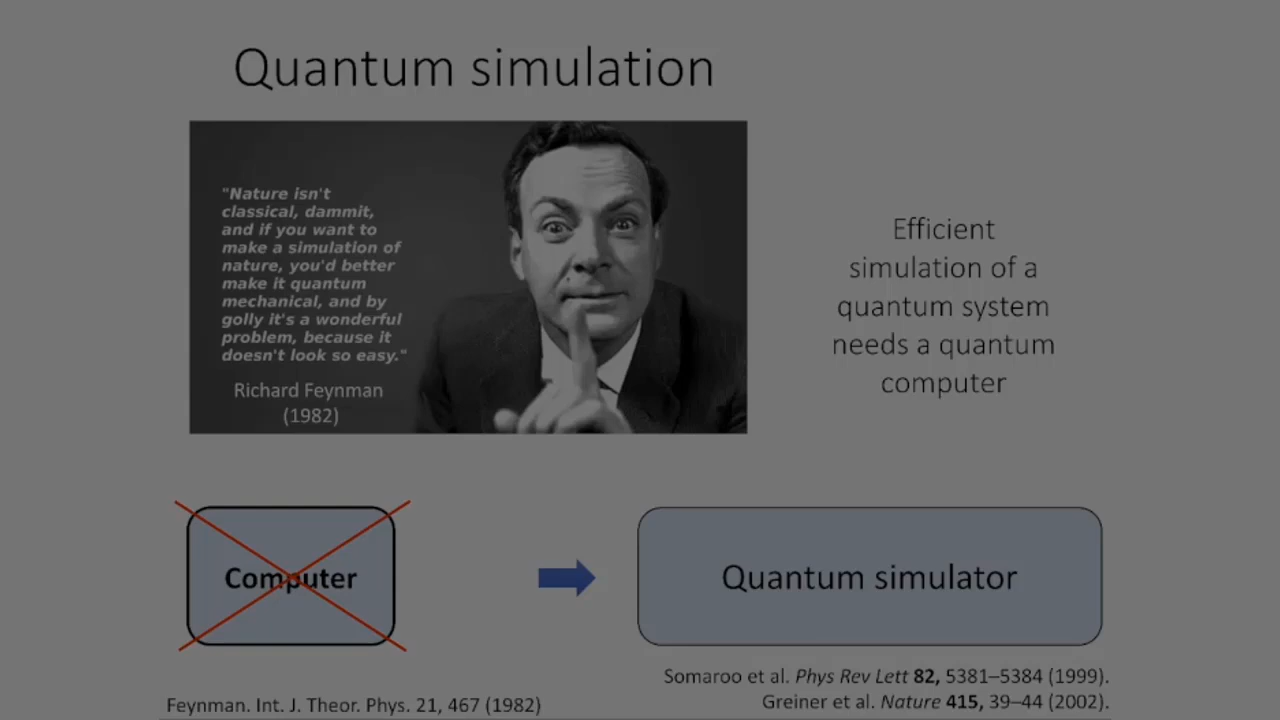 Quantum simulation
"Nature isn't
classical, dammit,
and if you want to
make a simulation of
nature, you'd better
make it quantum
mechanical, and by
golly it's a wonderful
problem, because it
doesn't look so easy."
Richard Feynman
(1982)
Efficient
simulation of a
quantum system
needs a quantum
computer
Computer
Quantum simulator
Somaroo et al. Phys Rev Lett 82, 5381–5384 (1999).
Greiner et al. Nature 415, 39–44 (2002).
Feynman. Int. J. Theor. Phys. 21, 467 (1982)